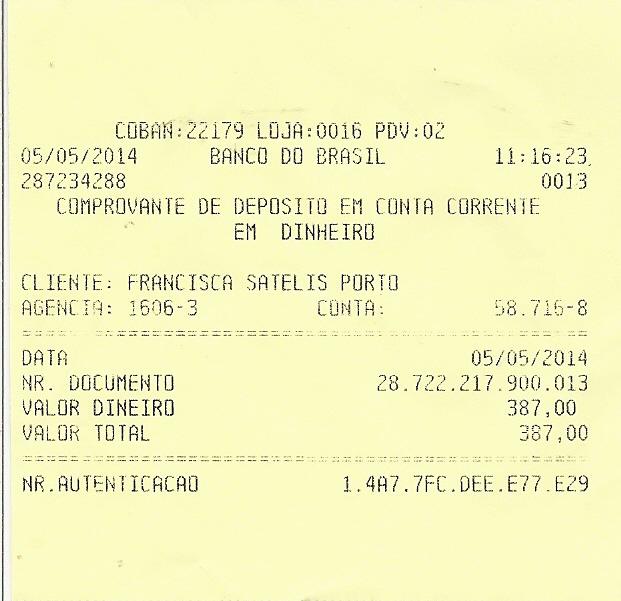 COBAN:22179 LOJA:0016 PDV:02
05/05/2014 BANCO DO BRASIL 11:16:23
287234288 0013
COMPROVANTE DE DEPOSITO EM CONTA CORRENTE
EM DINHEIRO
CLIENTE: FRANCISCA SATELIS PORTO
AGENCIA: 1606-3 CONTA: 58.716-8
DATA 05/05/2014
NR. DOCUMENTO 28.722.217.900.013
VALOR DINEIRO 387,00
VALOR TOTAL 387,00
NR.AUTENTICACAO 1.4A7.7FC.DEE.E77.E29